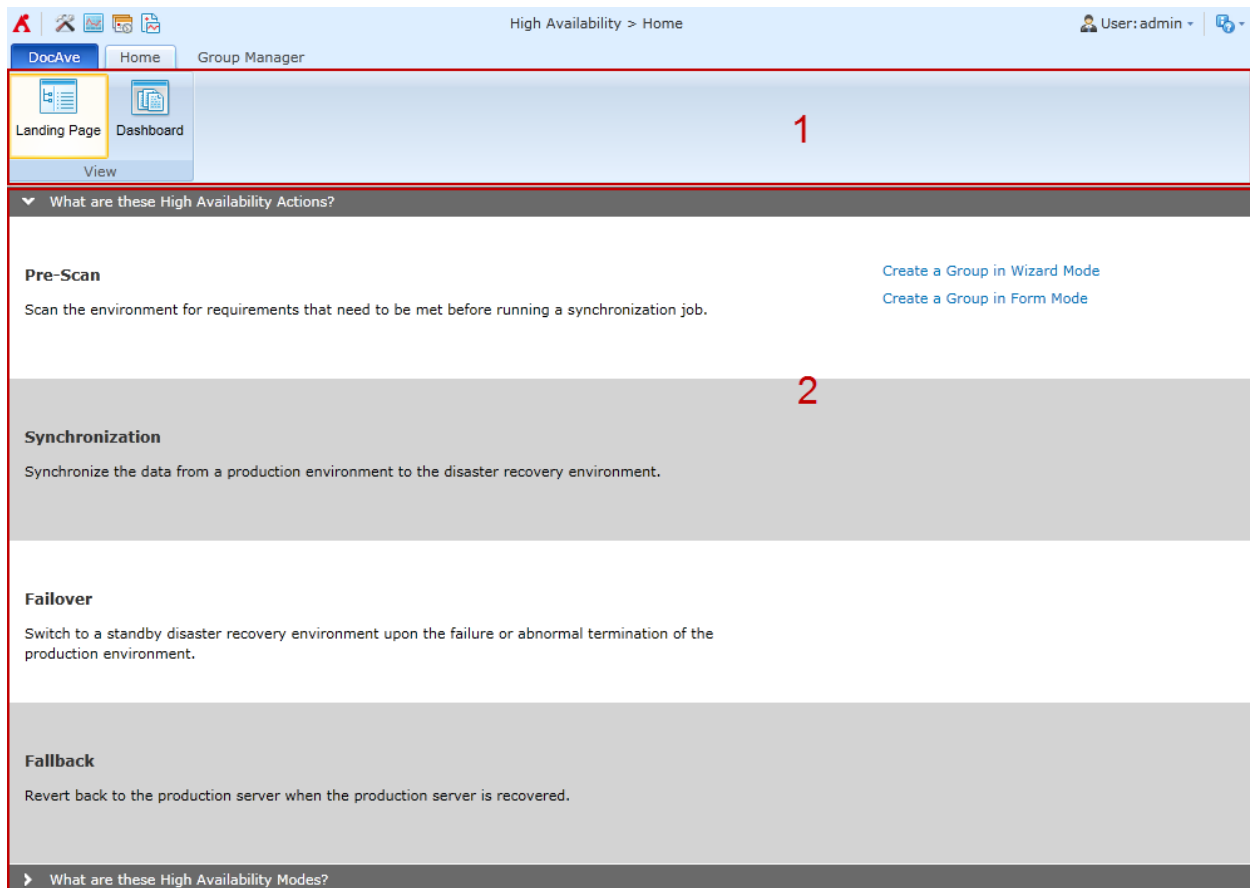 High Availability > Home
User: admin
DocAve Home Group Manager
Landing Page Dashboard
1
View
What are these High Availability Actions?
Pre-Scan
Scan the environment for requirements that need to be met before running a synchronization job.
Create a Group in Wizard Mode
Create a Group in Form Mode
2
Synchronization
Synchronize the data from a production environment to the disaster recovery environment.
Failover
Switch to a standby disaster recovery environment upon the failure or abnormal termination of the
production environment.
Fallback
Revert back to the production server when the production server is recovered.
What are these High Availability Modes?